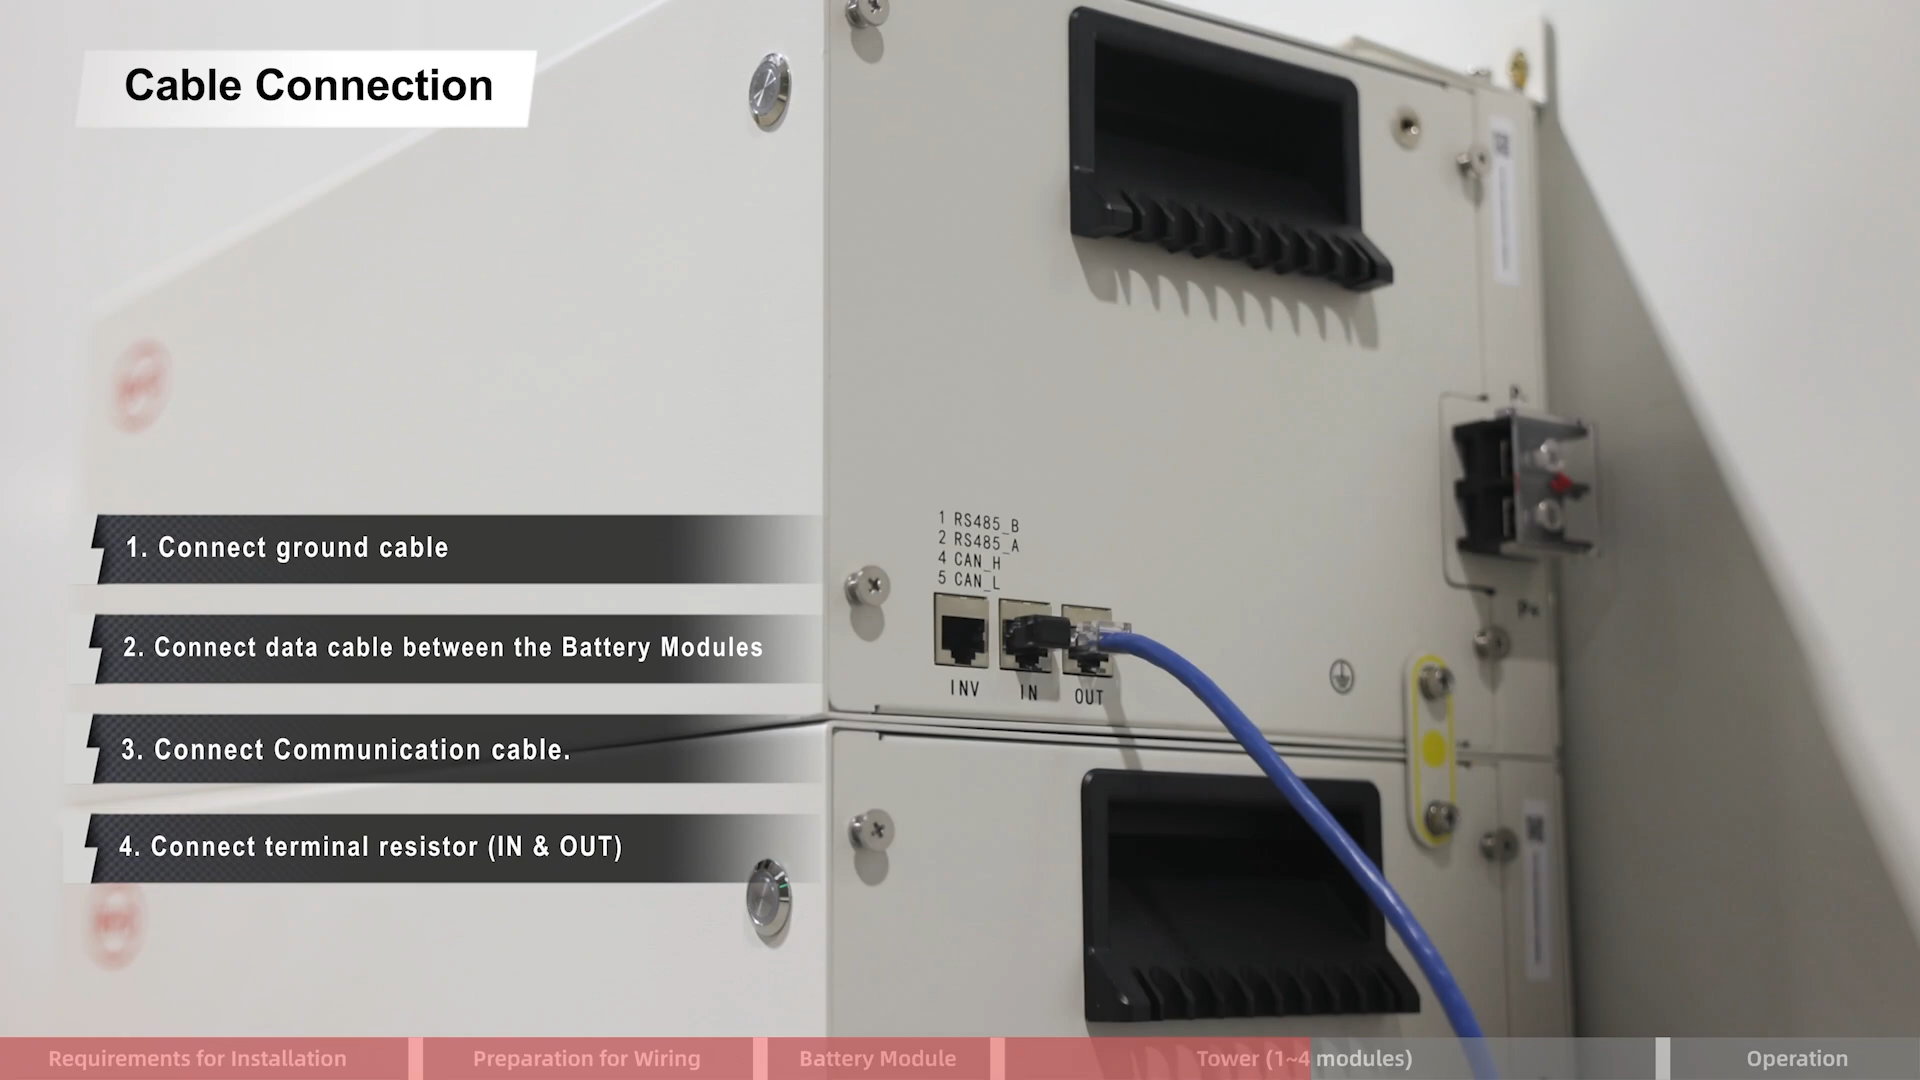 Cable Connection
1. Connect ground cable
2. Connect data cable between the Battery Modules
3. Connect Communication cable.
4. Connect terminal resistor (IN & OUT)
1 RS485_B
2 RS485_A
4 CAN_H
5 CAN_L
INV
IN
OUT
Requirements for Installation
Preparation for Wiring
Battery Module
Tower (1~4 modules)
Operation